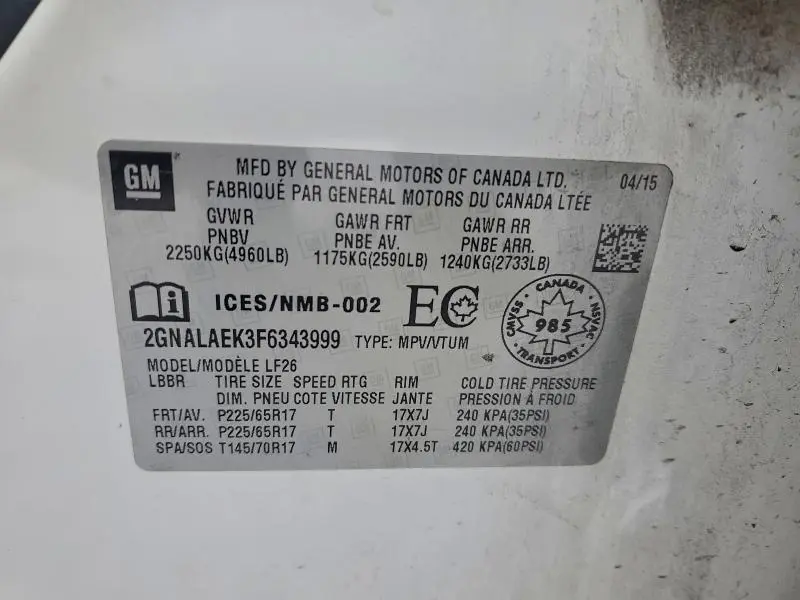 GM
MFD BY GENERAL MOTORS OF CANADA LTD. 04/15
FABRIQUÉ PAR GENERAL MOTORS DU CANADA LTÉE
GVWR GAWR FRT GAWR RR
PNBV PNBE AV. PNBE ARR.
2250KG(4960LB) 1175KG(2590LB) 1240KG(2733LB)
i ICES/NMB-002 EC
CANADA
CMVSS 985 NSVAC
TRANSPORT
2GNALAEK3F6343999 TYPE: MPV/VTUM
MODEL/MODÈLE LF26
LBBR TIRE SIZE SPEED RTG RIM COLD TIRE PRESSURE
DIM. PNEU COTE VITESSE JANTE PRESSION À FROID
FRT/AV. P225/65R17 T 17X7J 240 KPA(35PSI)
RR/ARR. P225/65R17 T 17X7J 240 KPA(35PSI)
SPA/SOS T145/70R17 M 17X4.5T 420 KPA(60PSI)